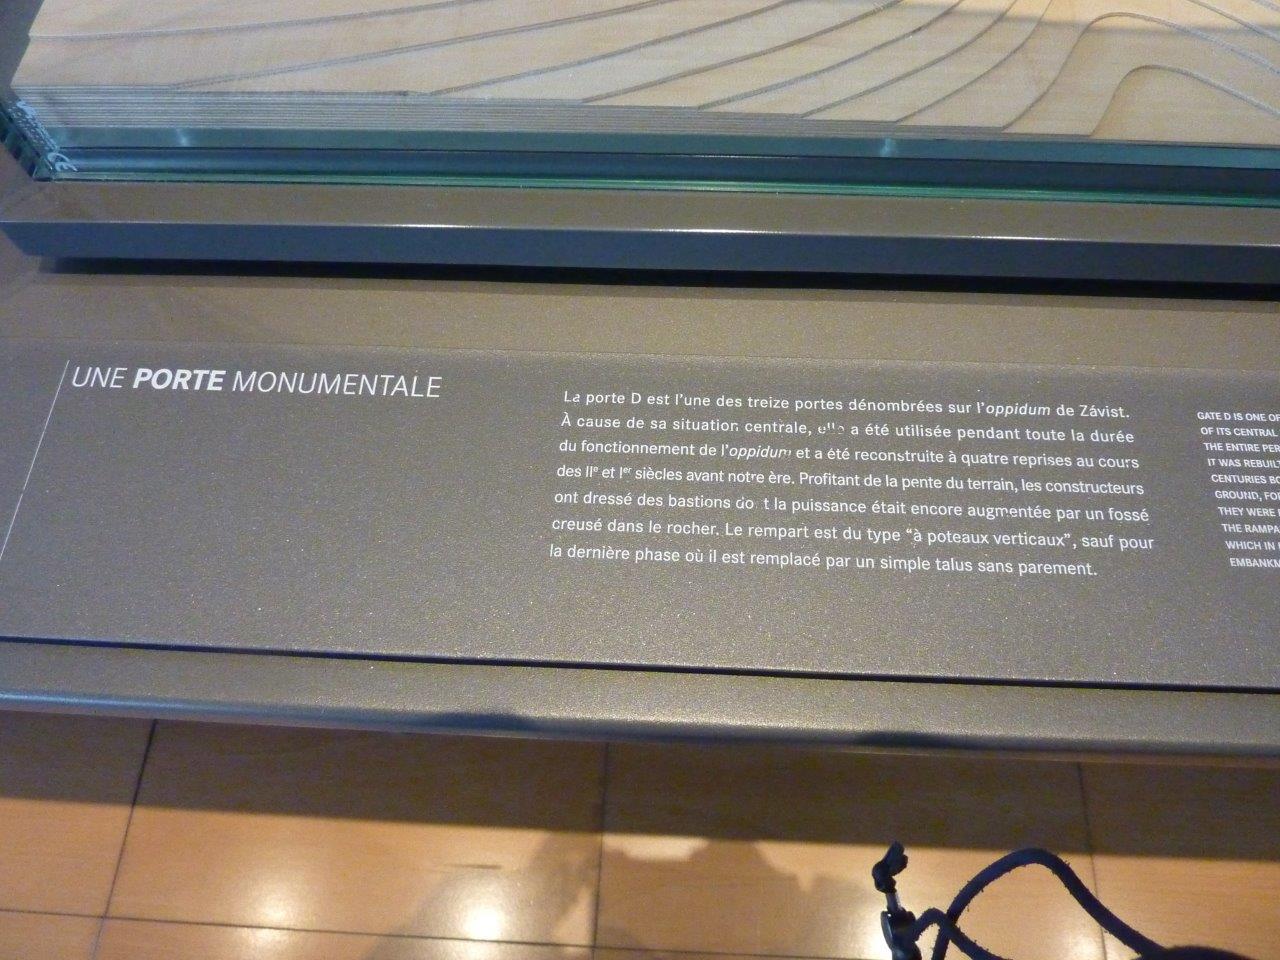 UNE PORTE MONUMENTALE
La porte D est l'une des treize portes dénombrées sur l'oppidum de Závist.
À cause de sa situation centrale, elle a été utilisée pendant toute la durée
du fonctionnement de l'oppidum et a été reconstruite à quatre reprises au cours
des IIe et Ier siècles avant notre ère. Profitant de la pente du terrain, les constructeurs
ont dressé des bastions do t la puissance était encore augmentée par un fossé
creusé dans le rocher. Le rempart est du type “à poteaux verticaux”, sauf pour
la dernière phase où il est remplacé par un simple talus sans parement.
GATE D IS ONE OF
OF ITS CENTRAL
THE ENTIRE PER
IT WAS REBUIL
CENTURIES BC
GROUND, FO
THEY WERE
THE RAMPA
WHICH IN
EMBANKM